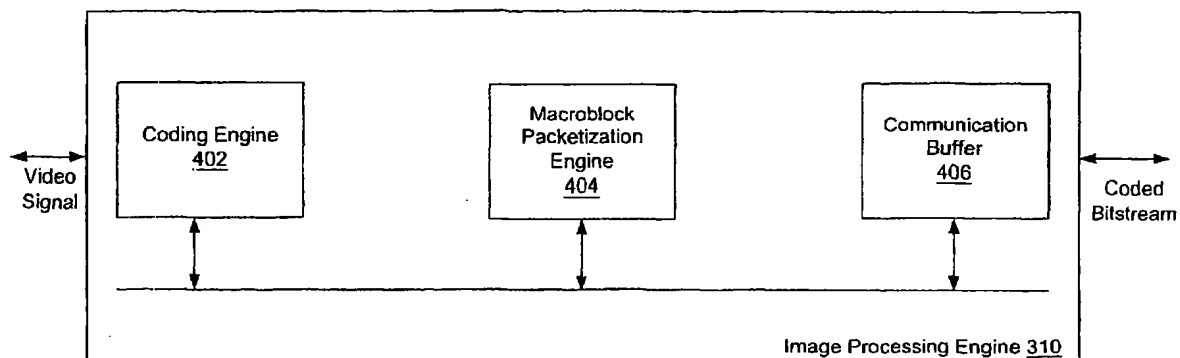 Coding Engine
402
Macroblock
Packetization
Engine
404
Communication
Buffer
406
Video
Signal
Coded
Bitstream
Image Processing Engine 310